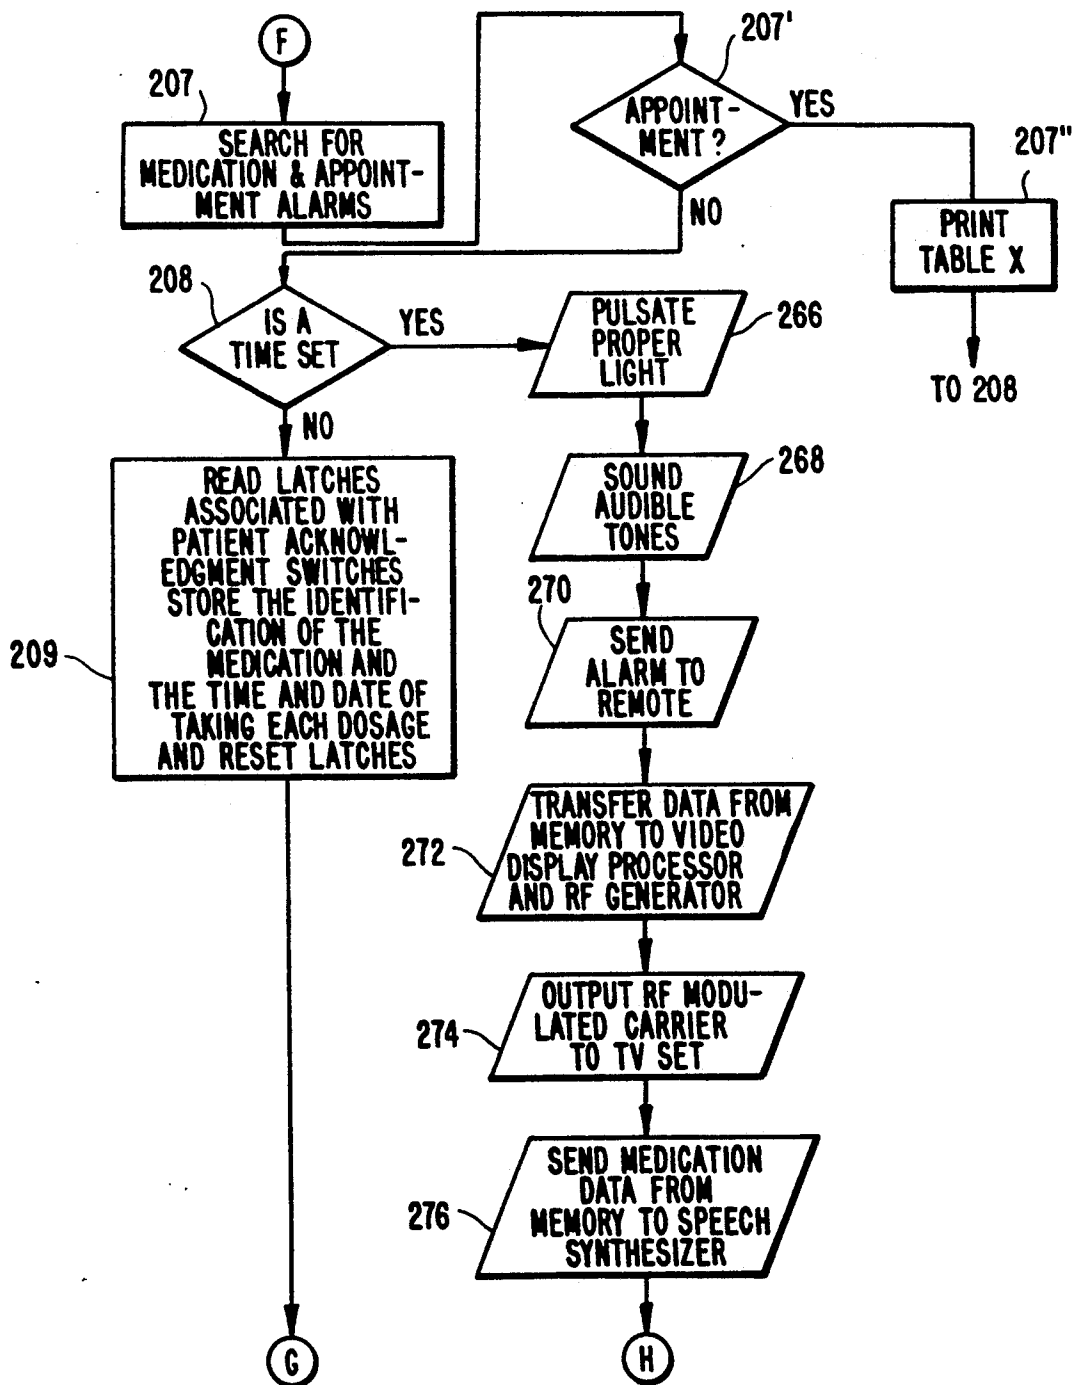 F
207
SEARCH FOR
MEDICATION & APPOINT-
MENT ALARMS
207'
APPOINT-
MENT?
YES
NO
207"
PRINT
TABLE X
TO 208
208
IS A
TIME SET
YES
NO
PULSATE
PROPER
LIGHT
266
SOUND
AUDIBLE
TONES
268
270
SEND
ALARM TO
REMOTE
209
READ LATCHES
ASSOCIATED WITH
PATIENT ACKNOWL-
EDGMENT SWITCHES
STORE THE IDENTIFI-
CATION OF THE
MEDICATION AND
THE TIME AND DATE OF
TAKING EACH DOSAGE
AND RESET LATCHES
272
TRANSFER DATA FROM
MEMORY TO VIDEO
DISPLAY PROCESSOR
AND RF GENERATOR
274
OUTPUT RF MODU-
LATED CARRIER
TO TV SET
276
SEND MEDICATION
DATA FROM
MEMORY TO SPEECH
SYNTHESIZER
G
H